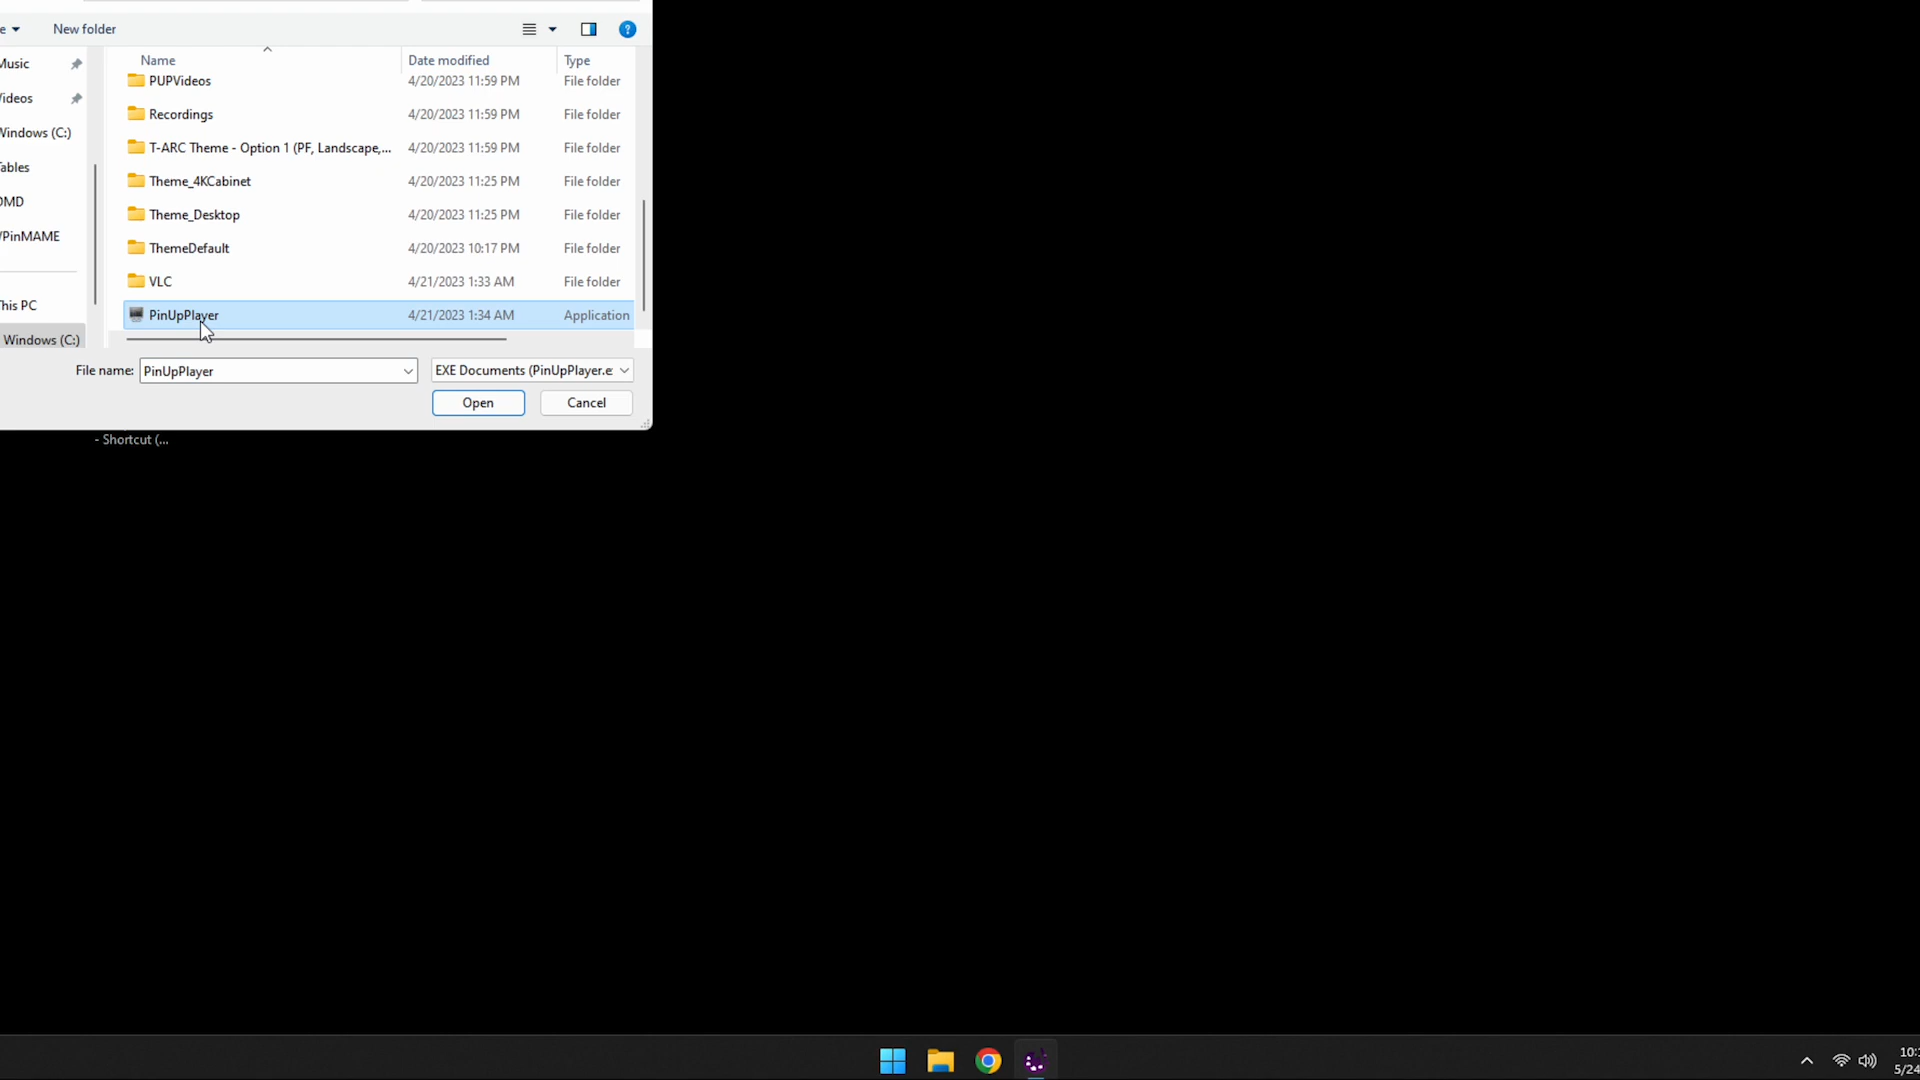 New folder
Name Date modified Type
PUPVideos 4/20/2023 11:59 PM File folder
Recordings 4/20/2023 11:59 PM File folder
T-ARC Theme - Option 1 (PF, Landscape,... 4/20/2023 11:59 PM File folder
Theme_4KCabinet 4/20/2023 11:25 PM File folder
Theme_Desktop 4/20/2023 11:25 PM File folder
ThemeDefault 4/20/2023 10:17 PM File folder
VLC 4/21/2023 1:33 AM File folder
PinUpPlayer 4/21/2023 1:34 AM Application
Music
Videos
Windows (C:)
ables
DMD
VPinMAME
This PC
Windows (C:)
File name: PinUpPlayer EXE Documents (PinUpPlayer.e
Open Cancel
- Shortcut (...
10:
5/24